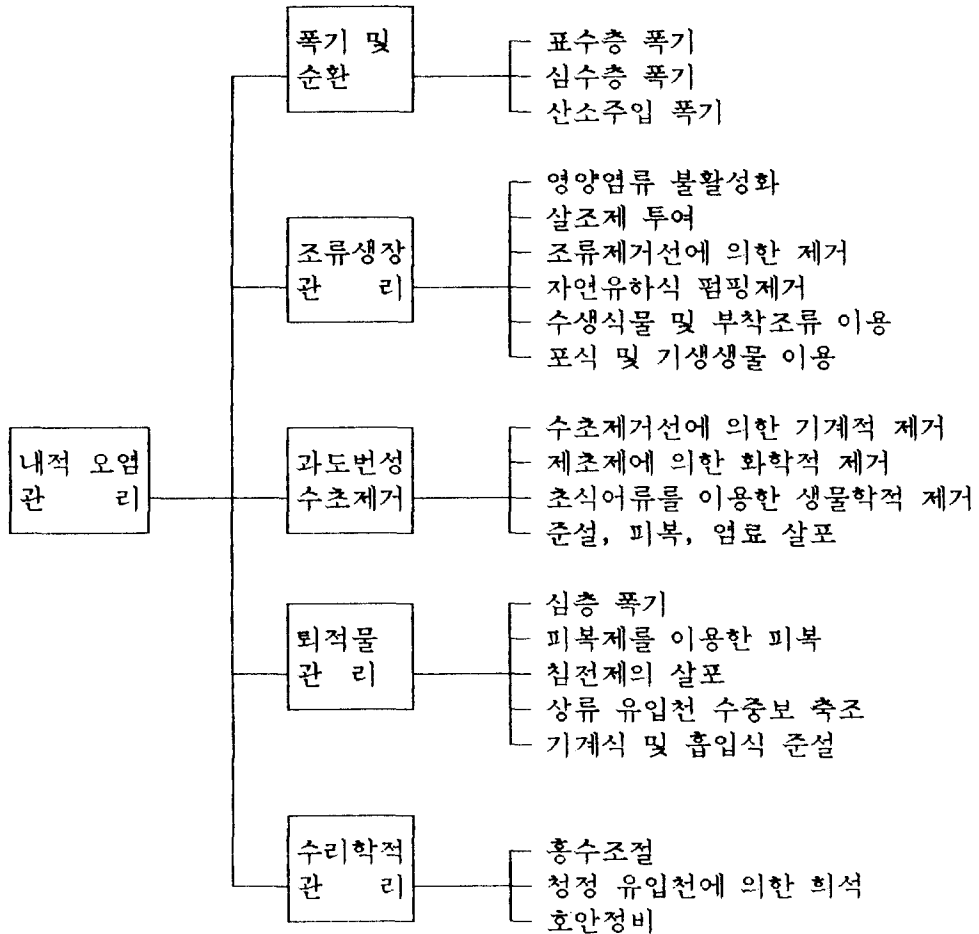 폭기 및
순환
표수층 폭기
심수층 폭기
산소주입 폭기
조류생장
관 리
영양염류 불활성화
살조제 투여
조류제거선에 의한 제거
자연유하식 펌핑제거
수생식물 및 부착조류 이용
포식 및 기생생물 이용
내적 오염
관 리
과도번성
수초제거
수초제거선에 의한 기계적 제거
제초제에 의한 화학적 제거
초식어류를 이용한 생물학적 제거
준설, 피복, 염료 살포
퇴적물
관 리
심층 폭기
피복제를 이용한 피복
침전제의 살포
상류 유입천 수중보 축조
기계식 및 흡입식 준설
수리학적
관 리
홍수조절
청정 유입천에 의한 희석
호안정비